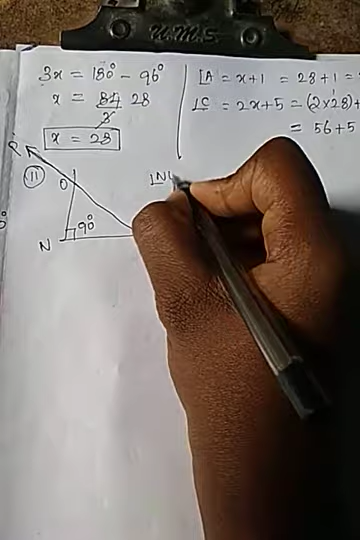 U.M.S.
3x = 180° - 96°
x = 84 28
3
x = 28
∠A = x+1 = 28+1 =
∠C = 2x+5 = (2×28)+
= 56+5
R
(11)
O
N
90°
∠N